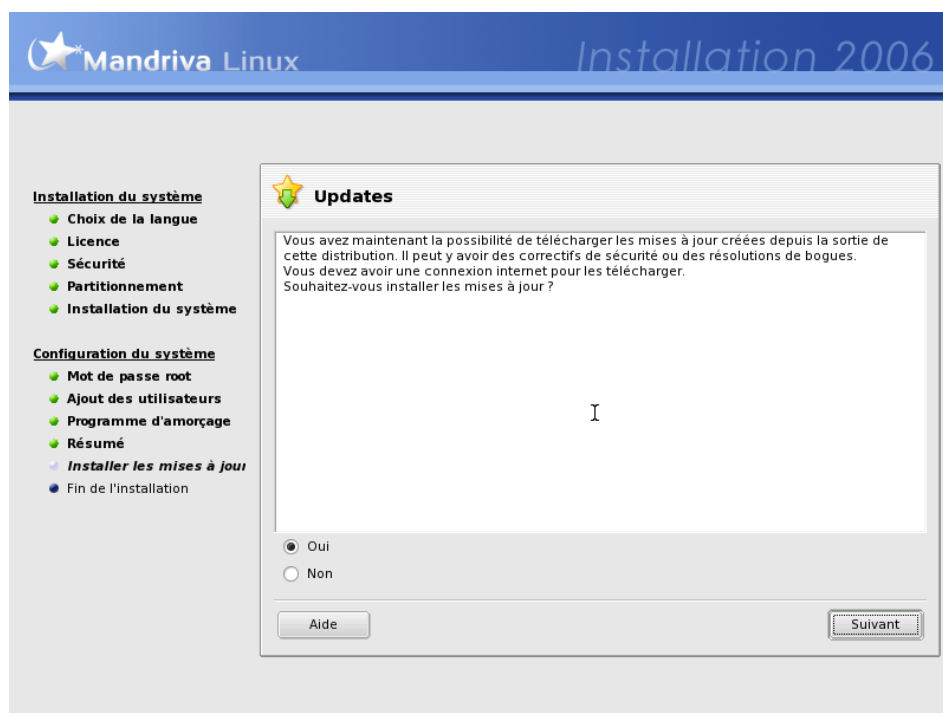 Mandriva Linux
Installation 2006
Installation du système
Choix de la langue
Licence
Sécurité
Partitionnement
Installation du système
Configuration du système
Mot de passe root
Ajout des utilisateurs
Programme d'amorçage
Résumé
Installer les mises à jour
Fin de l'installation
Updates
Vous avez maintenant la possibilité de télécharger les mises à jour créées depuis la sortie de
cette distribution. Il peut y avoir des correctifs de sécurité ou des résolutions de bogues.
Vous devez avoir une connexion internet pour les télécharger.
Souhaitez-vous installer les mises à jour ?
Oui
Non
Aide
Suivant